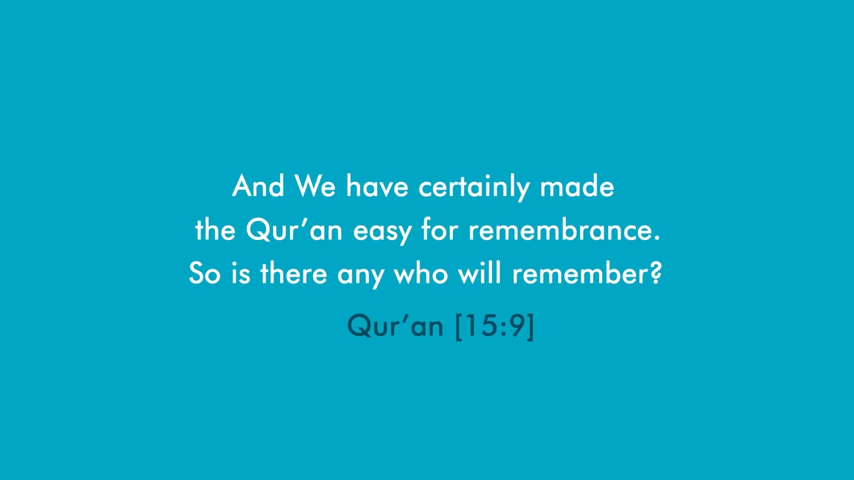 And We have certainly made
the Qur’an easy for remembrance.
So is there any who will remember?
Qur’an [15:9]